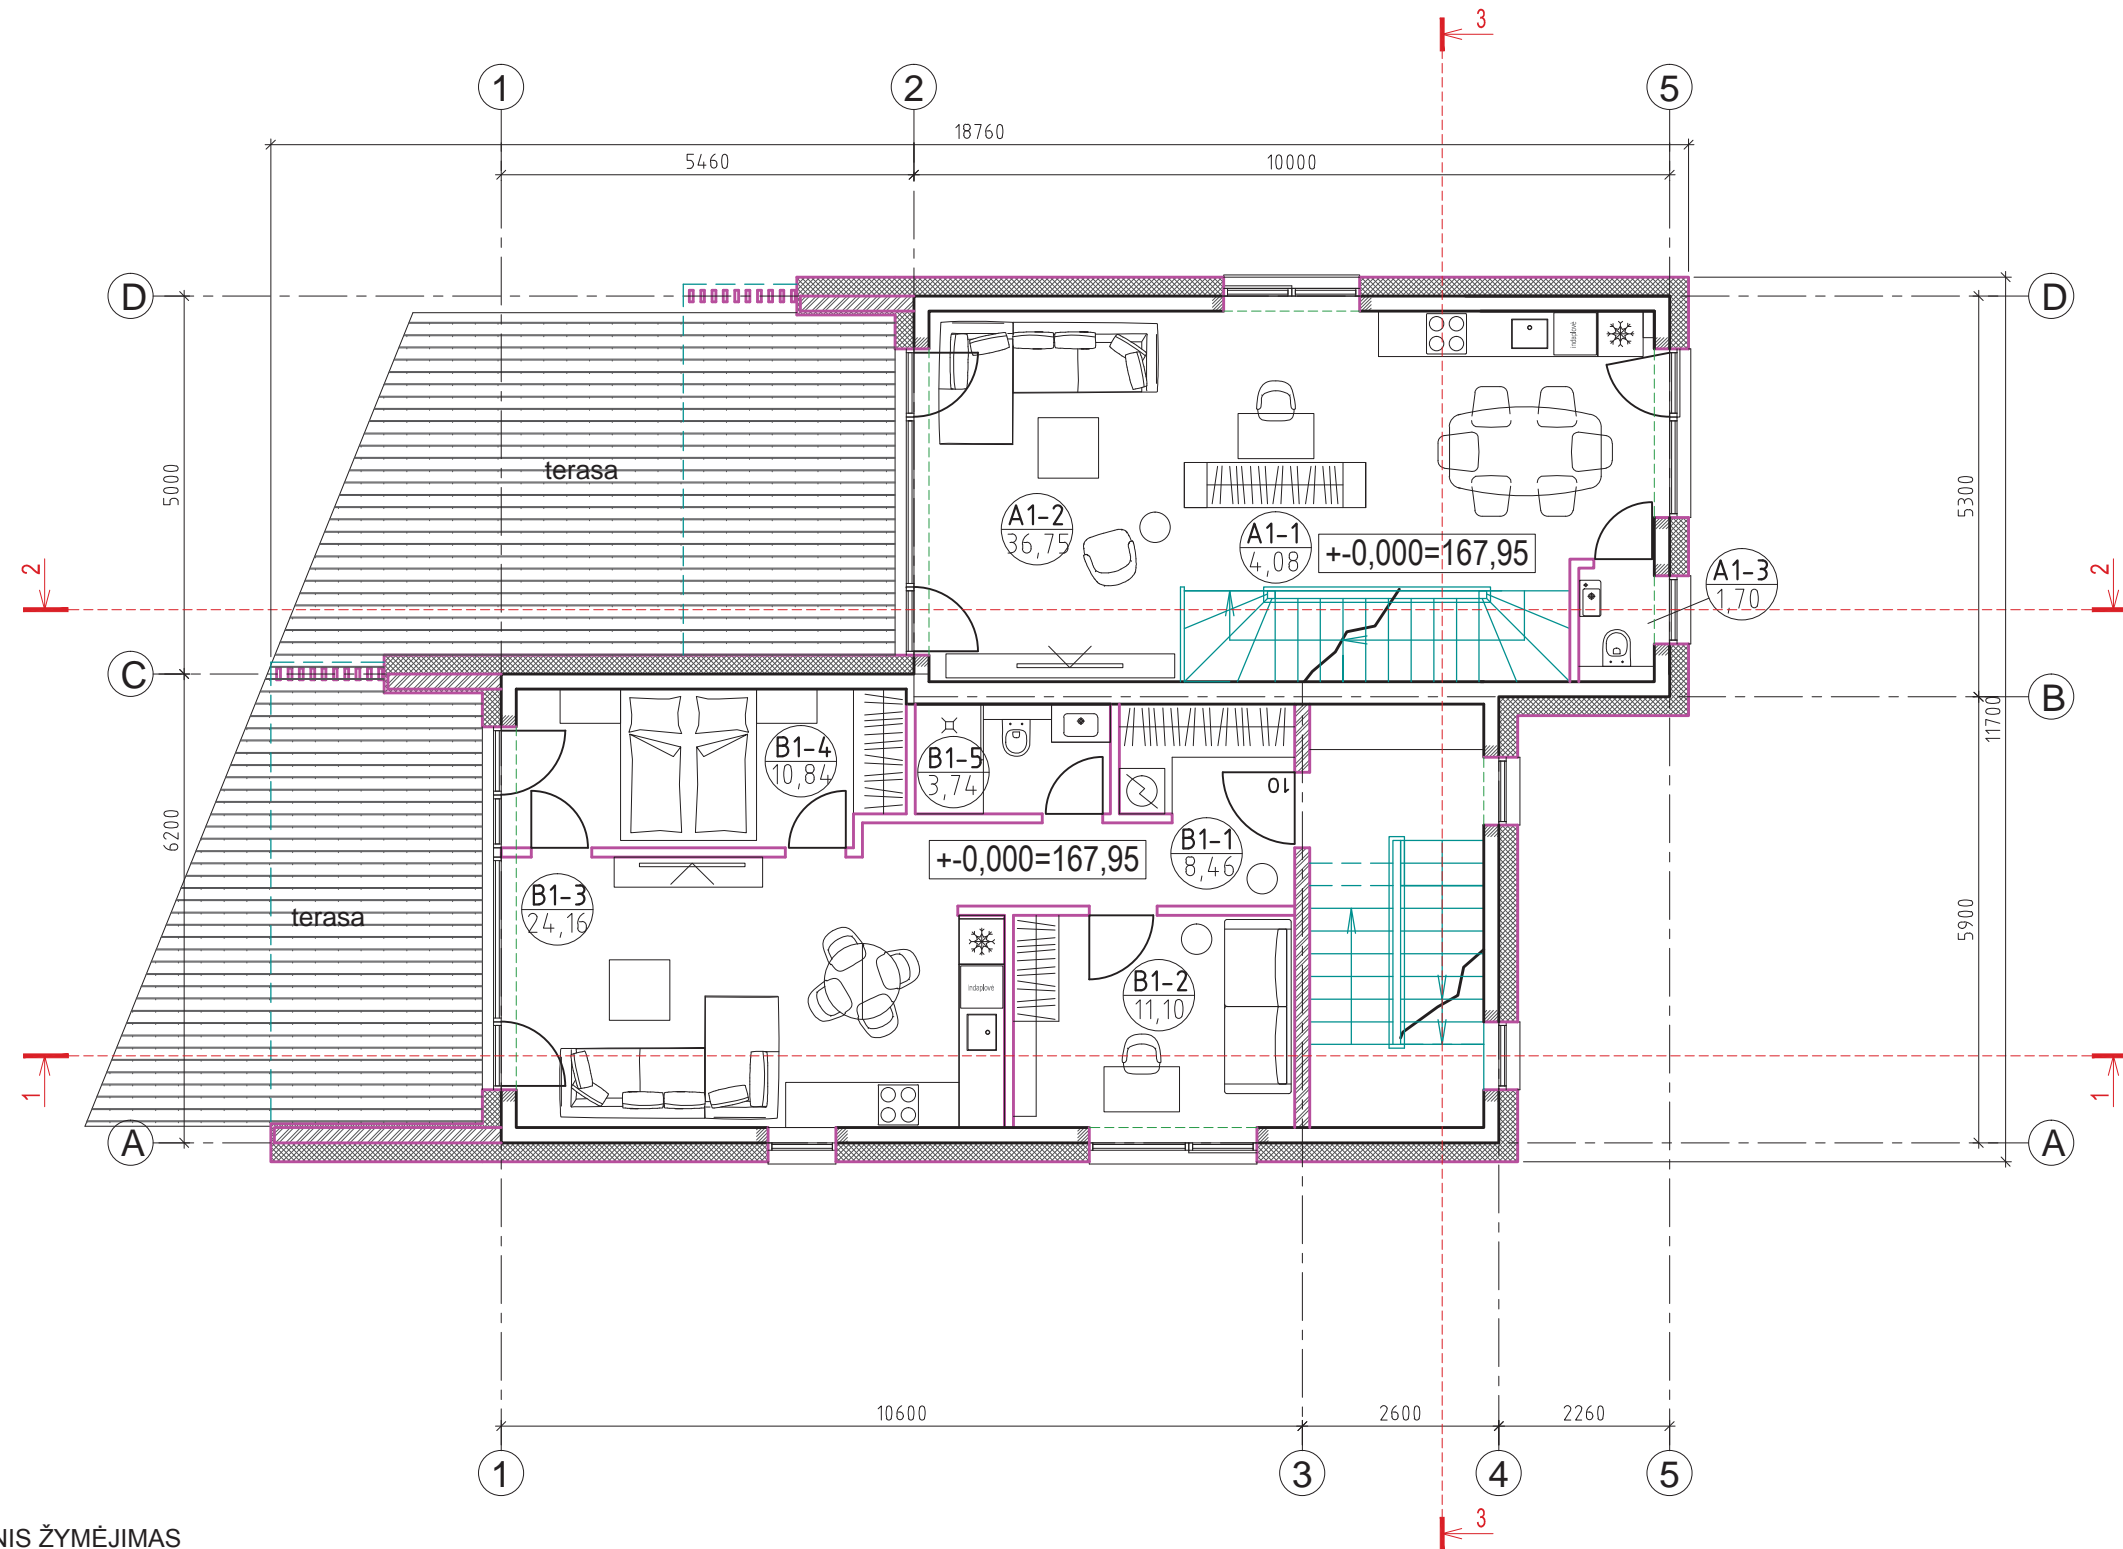 3
1
2
5
18760
5460
10000
D
D
indaplovė
terasa
5000
5300
A1-2
36,75
A1-1
4,08
+-0,000=167,95
2
2
A1-3
1,70
C
B
11700
B1-4
10,84
B1-5
3,74
10
6200
B1-1
8,46
+-0,000=167,95
B1-3
24,16
terasa
5900
indaplovė
B1-2
11,10
1
1
A
A
10600
2600
2260
1
3
4
5
3
NIS ŽYMĖJIMAS